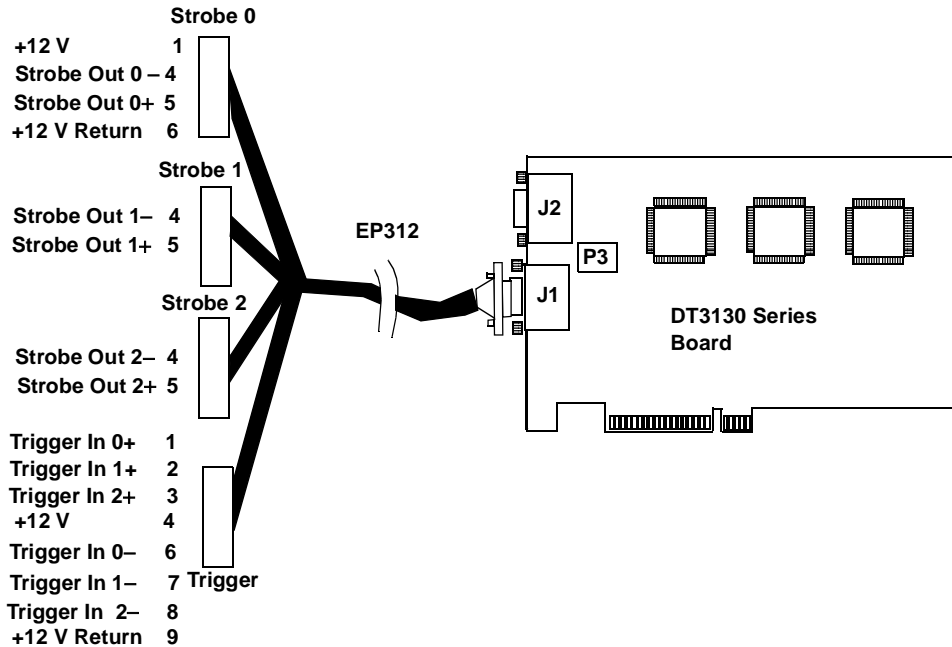 Strobe 0
+12 V 1
Strobe Out 0 – 4
Strobe Out 0+ 5
+12 V Return 6
Strobe 1
Strobe Out 1– 4
Strobe Out 1+ 5
Strobe 2
Strobe Out 2– 4
Strobe Out 2+ 5
Trigger In 0+ 1
Trigger In 1+ 2
Trigger In 2+ 3
+12 V 4
Trigger In 0– 6
Trigger In 1– 7
Trigger
Trigger In 2– 8
+12 V Return 9
EP312
J2
P3
J1
DT3130 Series
Board